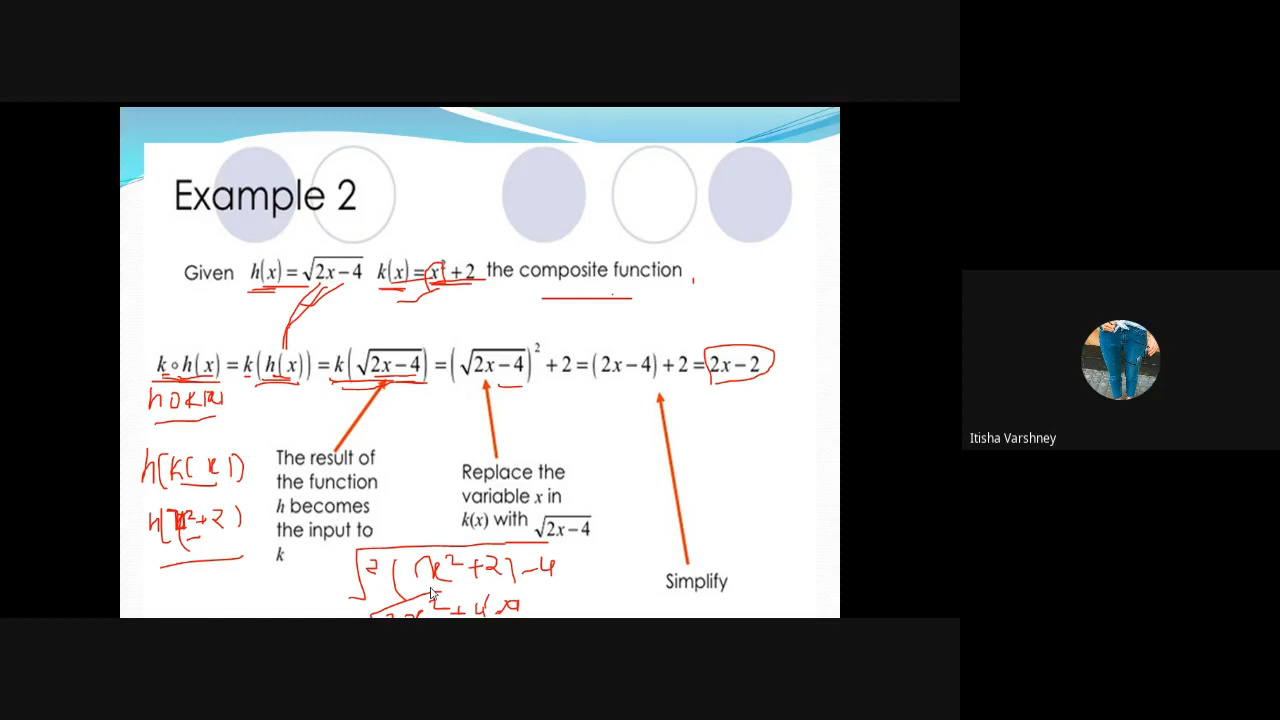 Example 2
Given h(x) = √2x − 4 k(x) = x² + 2 the composite function
k ∘ h(x) = k(h(x)) = k(√2x − 4) = (√2x − 4)² + 2 = (2x − 4) + 2 = 2x − 2
h(k(x))
h(x²+2)
The result of
the function
h becomes
the input to
k
Replace the
variable x in
k(x) with √2x − 4
√2(x²+2)−4
Simplify
Itisha Varshney